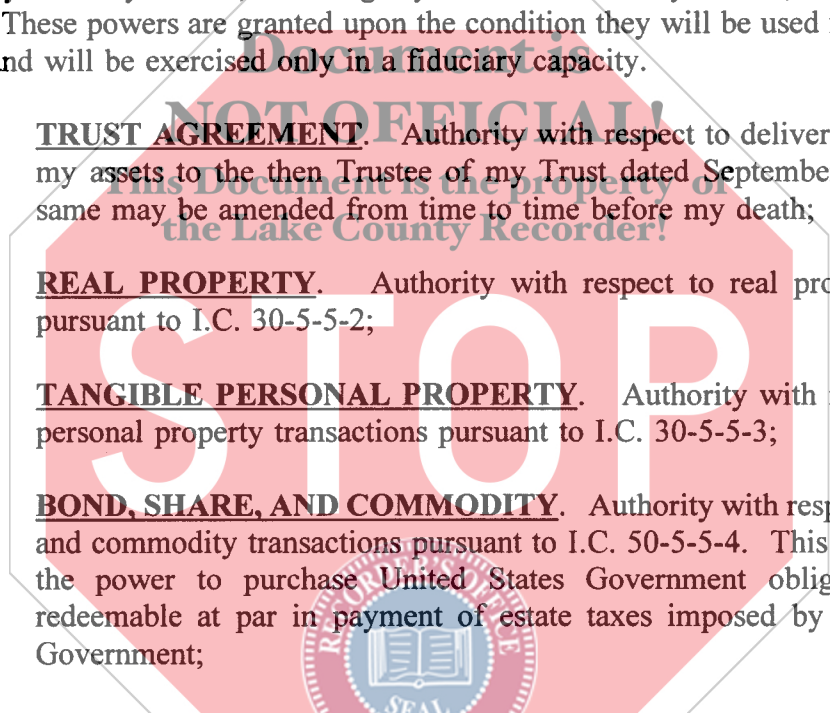 These powers are granted upon the condition they will be used
nd will be exercised only in a fiduciary capacity.
Document is
NOT OFFICIAL!
This Document is the property of
the Lake County Recorder!
TRUST AGREEMENT. Authority with respect to deliver
my assets to the then Trustee of my Trust dated Septembe
same may be amended from time to time before my death;
REAL PROPERTY. Authority with respect to real pro
pursuant to I.C. 30-5-5-2;
STOP
TANGIBLE PERSONAL PROPERTY. Authority with
personal property transactions pursuant to I.C. 30-5-5-3;
BOND, SHARE, AND COMMODITY. Authority with resp
and commodity transactions pursuant to I.C. 50-5-5-4. This
the power to purchase United States Government oblig
redeemable at par in payment of estate taxes imposed by
Government;
RECORDER'S OFFICE
SEAL